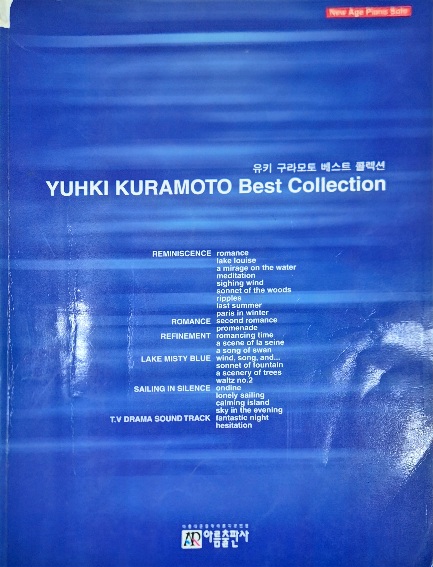 New Age Piano Solo
유키 구라모토 베스트 콜렉션
YUHKI KURAMOTO Best Collection
REMINISCENCE romance
lake louise
a mirage on the water
meditation
sighing wind
sonnet of the woods
ripples
last summer
paris in winter
ROMANCE second romance
promenade
REFINEMENT romancing time
a scene of la seine
a song of swan
LAKE MISTY BLUE wind, song, and...
sonnet of fountain
a scenery of trees
waltz no.2
SAILING IN SILENCE ondine
lonely sailing
calming island
sky in the evening
T.V DRAMA SOUND TRACK fantastic night
hesitation
AR 아름출판사